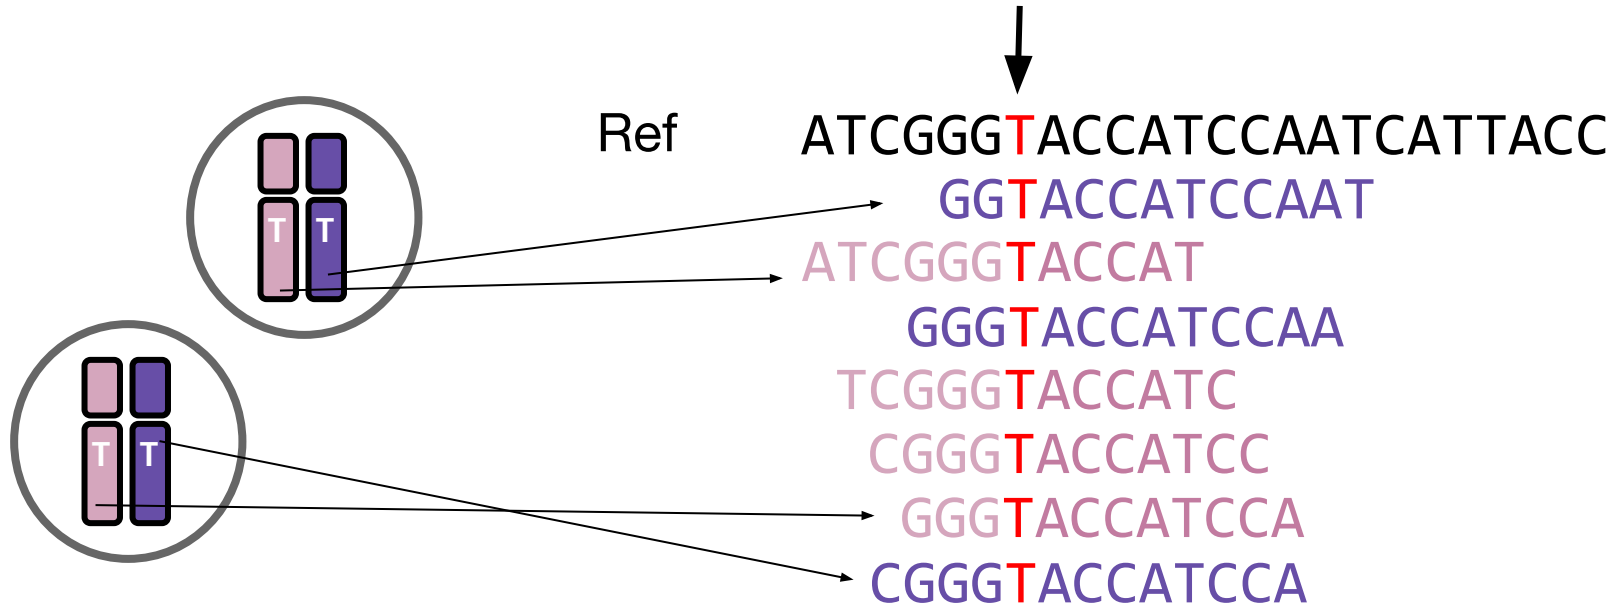 Ref ATCGGGTACCATCCAATCATTACC
GGTACCATCCAAT
T T
ATCGGGTACCAT
GGGTACCATCCAA
TCGGGTACCATC
CGGGTACCATCC
T T
GGGTACCATCCA
CGGGTACCATCCA